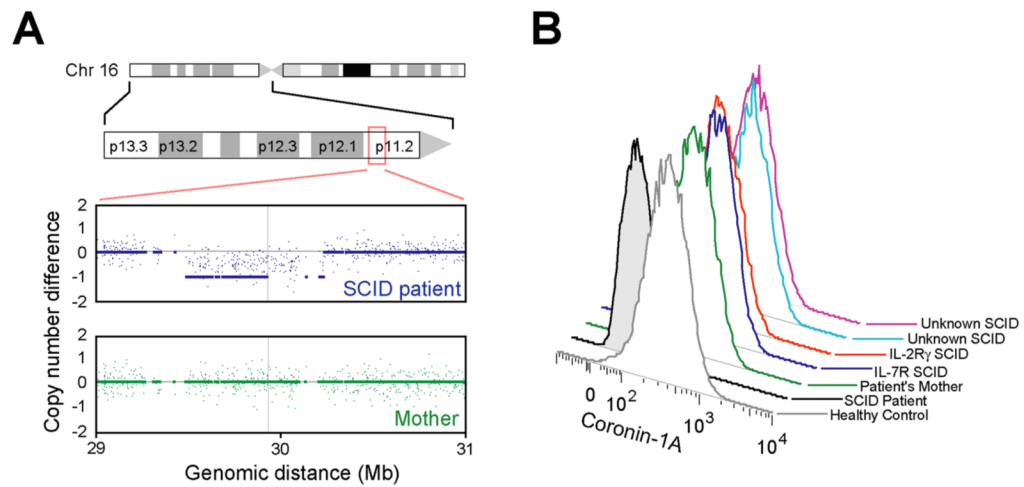 A
Chr 16
p13.3 p13.2 p12.3 p12.1 p11.2
Copy number difference
2
1
0
-1
-2
SCID patient
2
1
0
-1
-2
Mother
29 30 31
Genomic distance (Mb)
B
Unknown SCID
Unknown SCID
IL-2Rγ SCID
IL-7R SCID
Patient's Mother
SCID Patient
Healthy Control
0 10² 10³ 10⁴
Coronin-1A